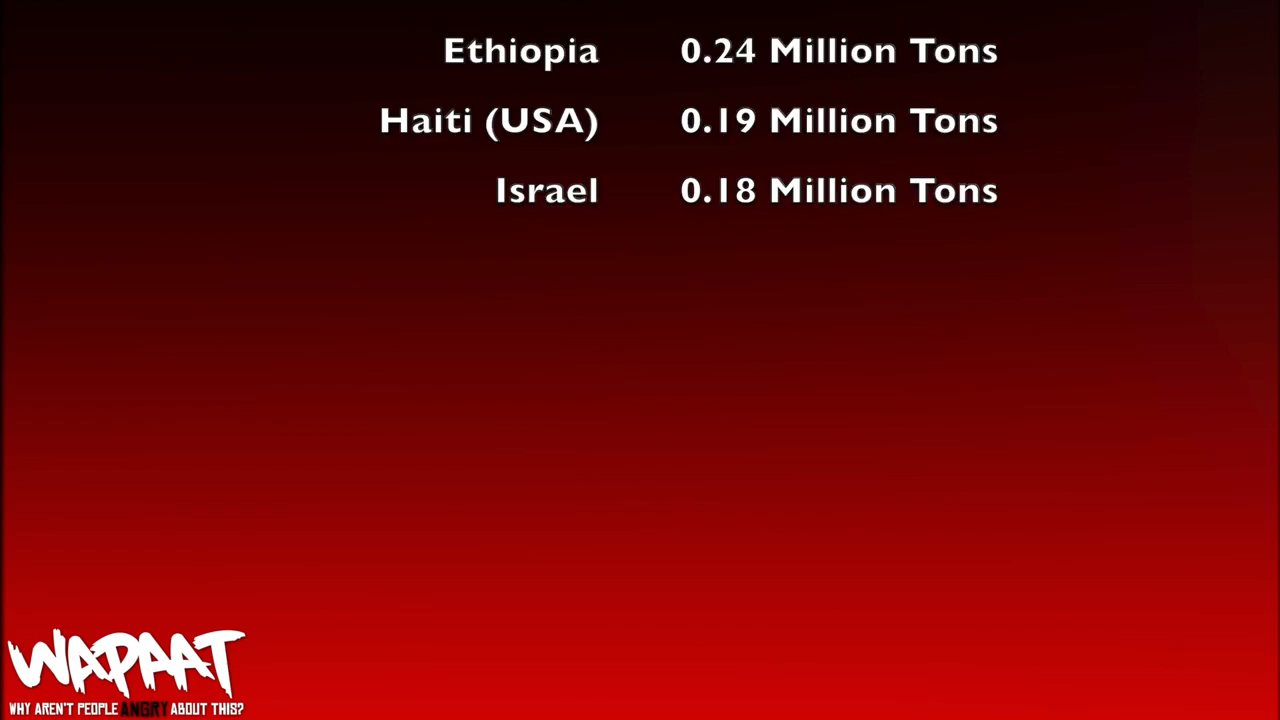 Ethiopia 0.24 Million Tons
Haiti (USA) 0.19 Million Tons
Israel 0.18 Million Tons
WAPAAT
WHY AREN'T PEOPLE ANGRY ABOUT THIS?